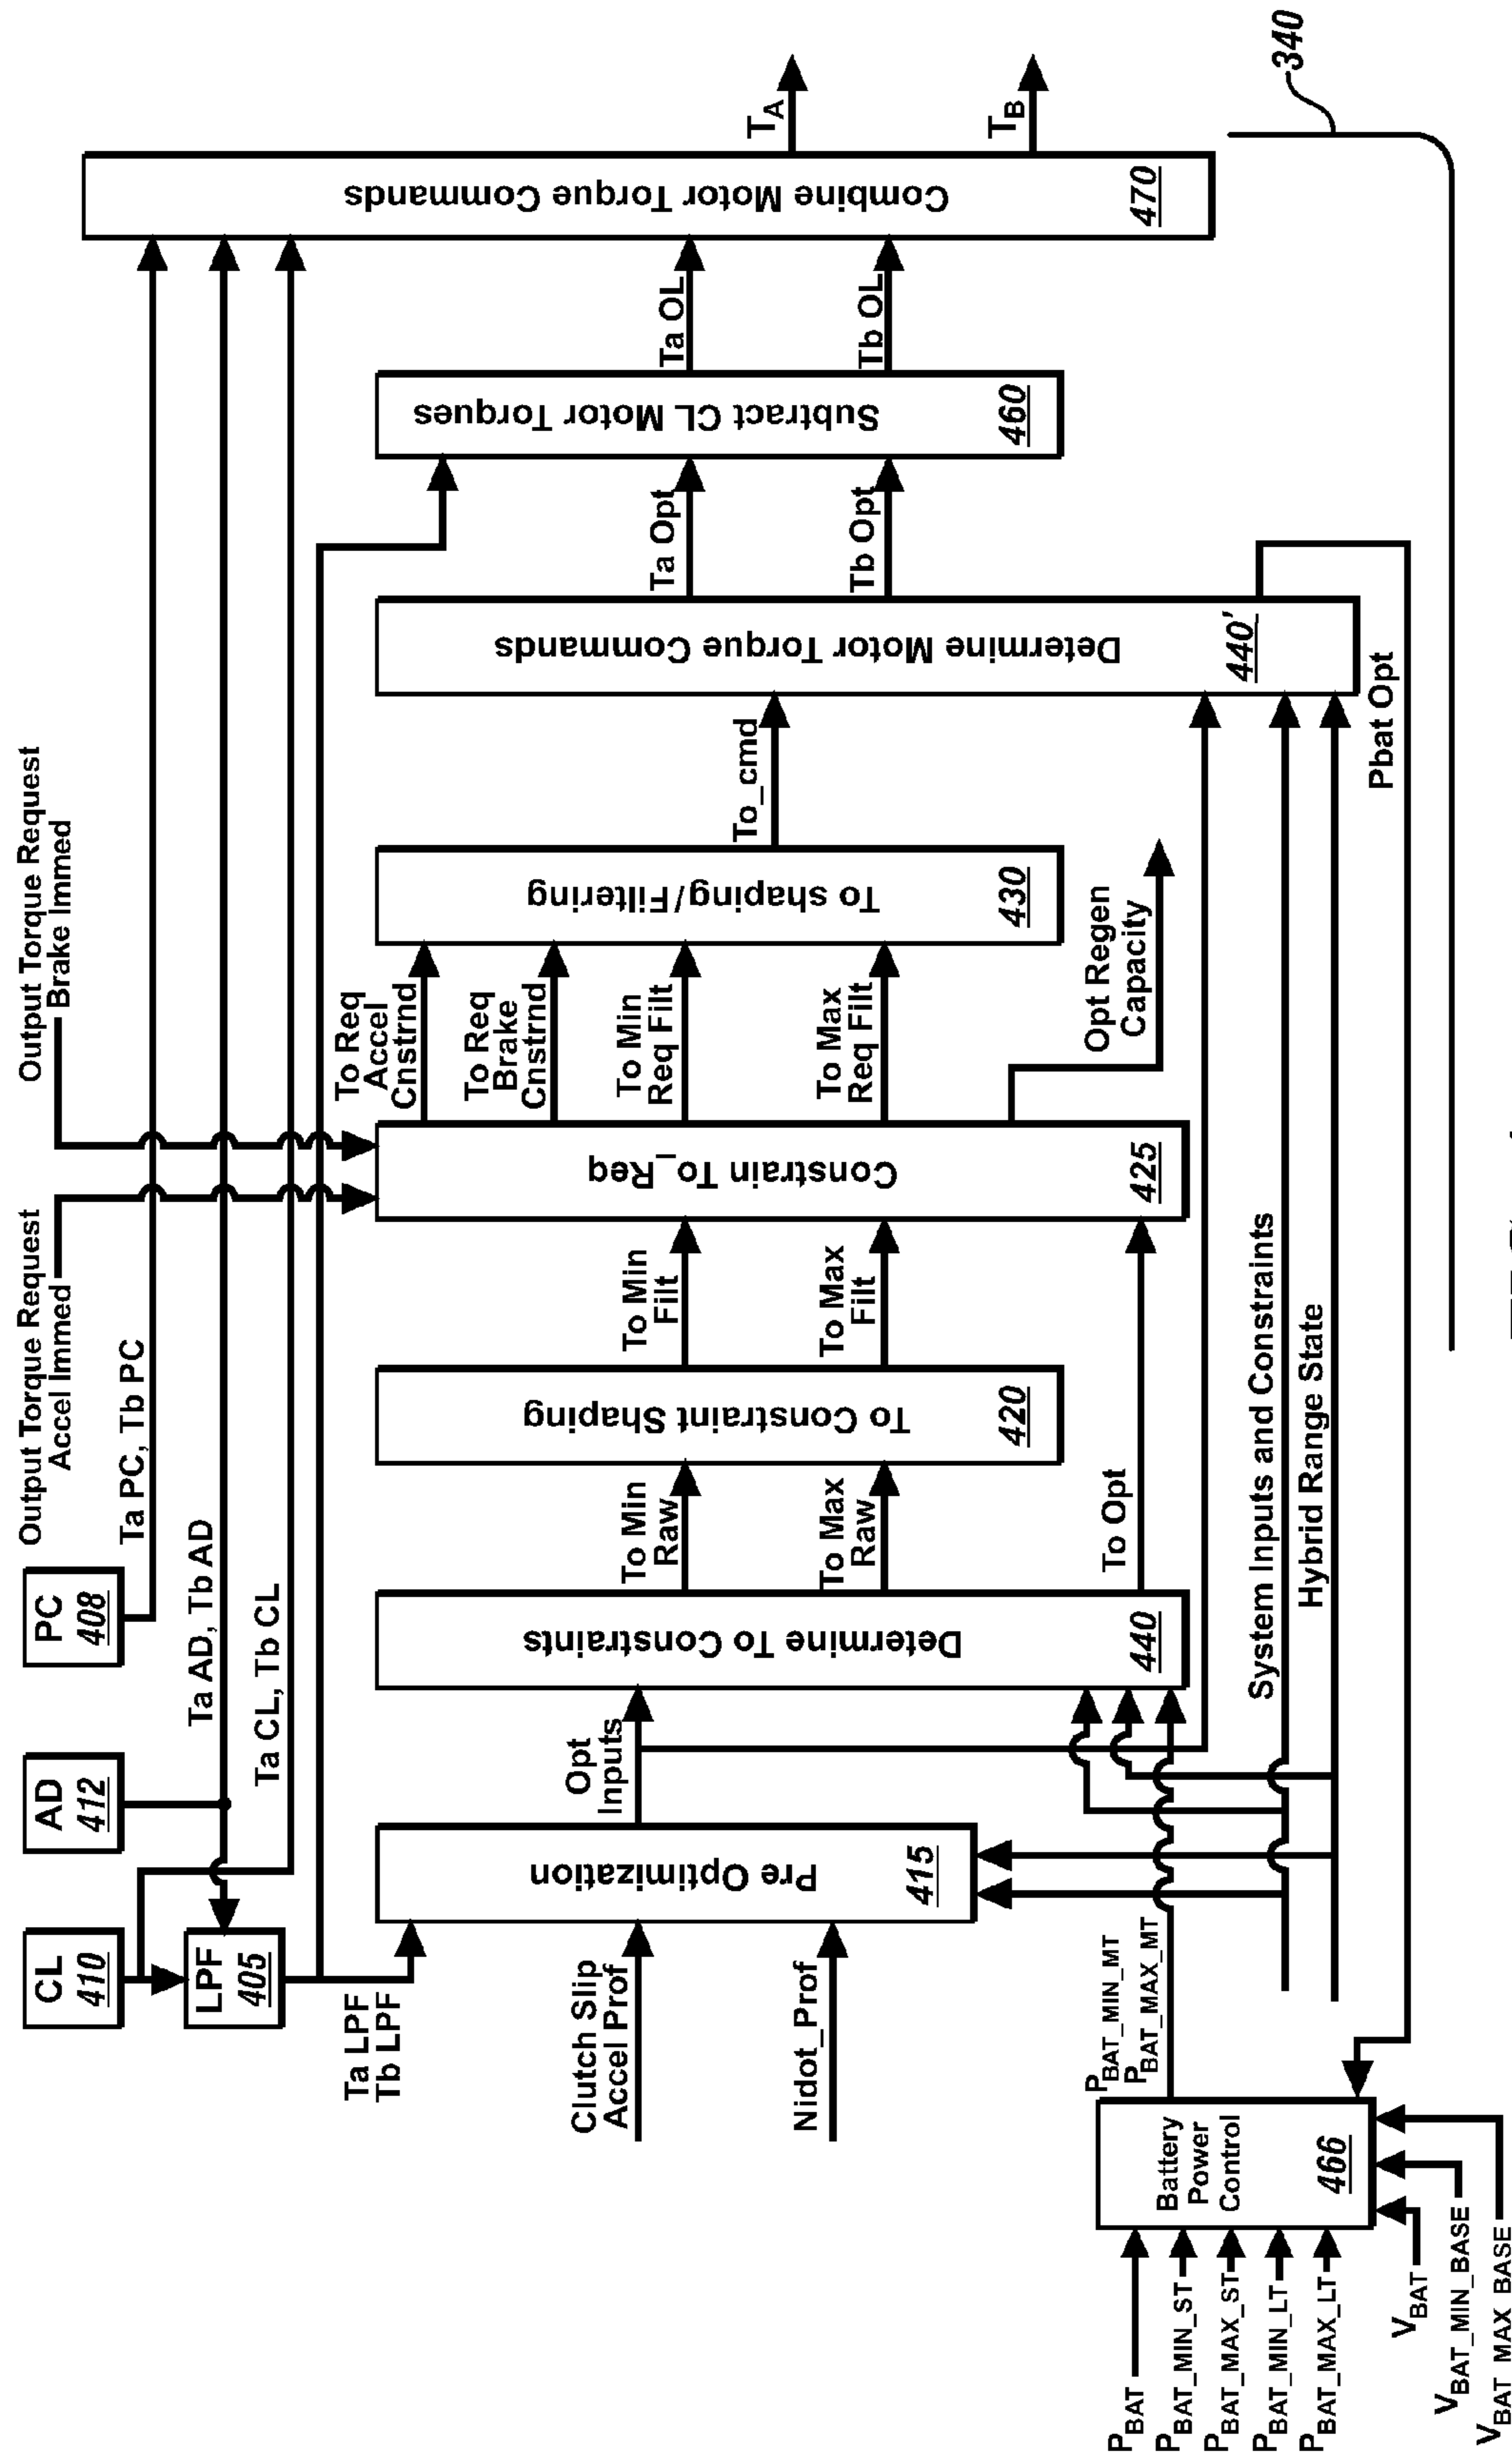 Output Torque Request
Brake Immed
Output Torque Request
Accel Immed
PC
408
Ta PC, Tb PC
AD
412
Ta AD, Tb AD
CL
410
Ta CL, Tb CL
LPF
405
Ta LPF
Tb LPF
Clutch Slip
Accel Prof
Nidot_Prof
Pre Optimization
415
Opt
Inputs
Determine To Constraints
440
To Min
Raw
To Max
Raw
To Opt
To Constraint Shaping
420
To Min
Filt
To Max
Filt
Constrain To_Req
425
To Req
Accel
Cnstrnd
To Req
Brake
Cnstrnd
To Min
Req Filt
To Max
Req Filt
Opt Regen
Capacity
To shaping/Filtering
430
To_cmd
Determine Motor Torque Commands
440'
Ta Opt
Tb Opt
Pbat Opt
Subtract CL Motor Torques
460
Ta OL
Tb OL
Combine Motor Torque Commands
470
TA
TB
340
System Inputs and Constraints
Hybrid Range State
PBAT_MIN_MT
PBAT_MAX_MT
Battery
Power
Control
466
PBAT
PBAT_MIN_ST
PBAT_MAX_ST
PBAT_MIN_LT
PBAT_MAX_LT
VBAT
VBAT_MIN_BASE
VBAT_MAX_BASE